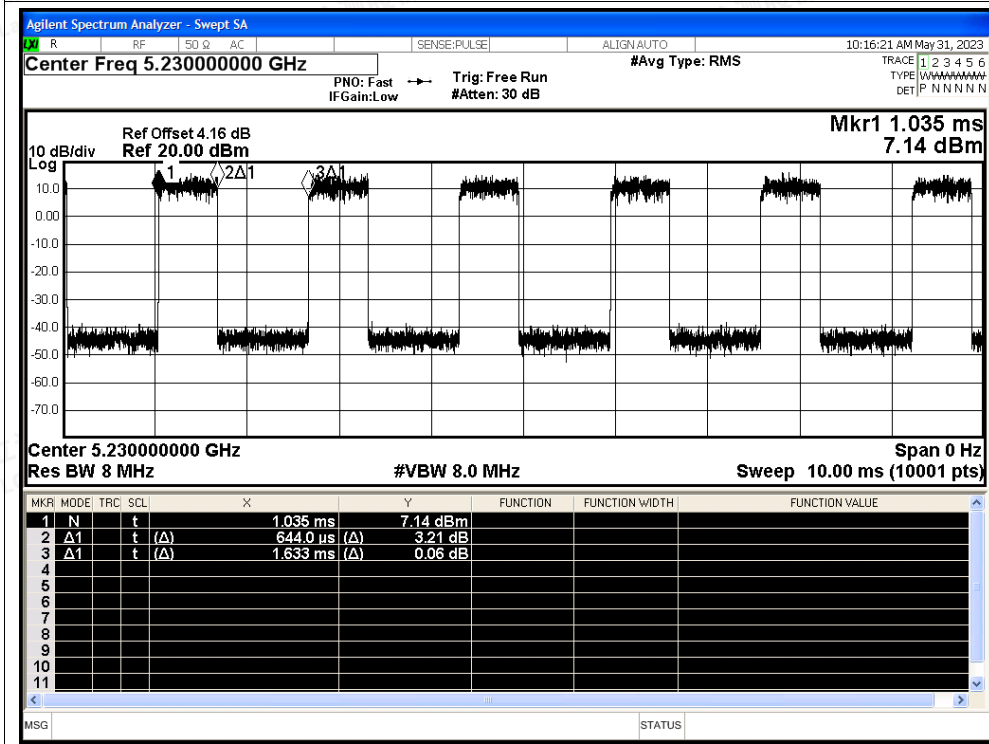 Agilent Spectrum Analyzer - Swept SA
LXI R RF 50 Ω AC SENSE:PULSE ALIGN AUTO 10:16:21 AM May 31, 2023
Center Freq 5.230000000 GHz #Avg Type: RMS TRACE 1 2 3 4 5 6
PNO: Fast Trig: Free Run TYPE W
IFGain:Low #Atten: 30 dB DET P N N N N N
Mkr1 1.035 ms
Ref Offset 4.16 dB
10 dB/div Ref 20.00 dBm 7.14 dBm
Log
1 2Δ1 3Δ1
10.0
0.00
-10.0
-20.0
-30.0
-40.0
-50.0
-60.0
-70.0
Center 5.230000000 GHz Span 0 Hz
Res BW 8 MHz #VBW 8.0 MHz Sweep 10.00 ms (10001 pts)
MKR MODE TRC SCL X Y FUNCTION FUNCTION WIDTH FUNCTION VALUE
1 N t 1.035 ms 7.14 dBm
2 Δ1 t (Δ) 644.0 µs (Δ) 3.21 dB
3 Δ1 t (Δ) 1.633 ms (Δ) 0.06 dB
4
5
6
7
8
9
10
11
MSG STATUS